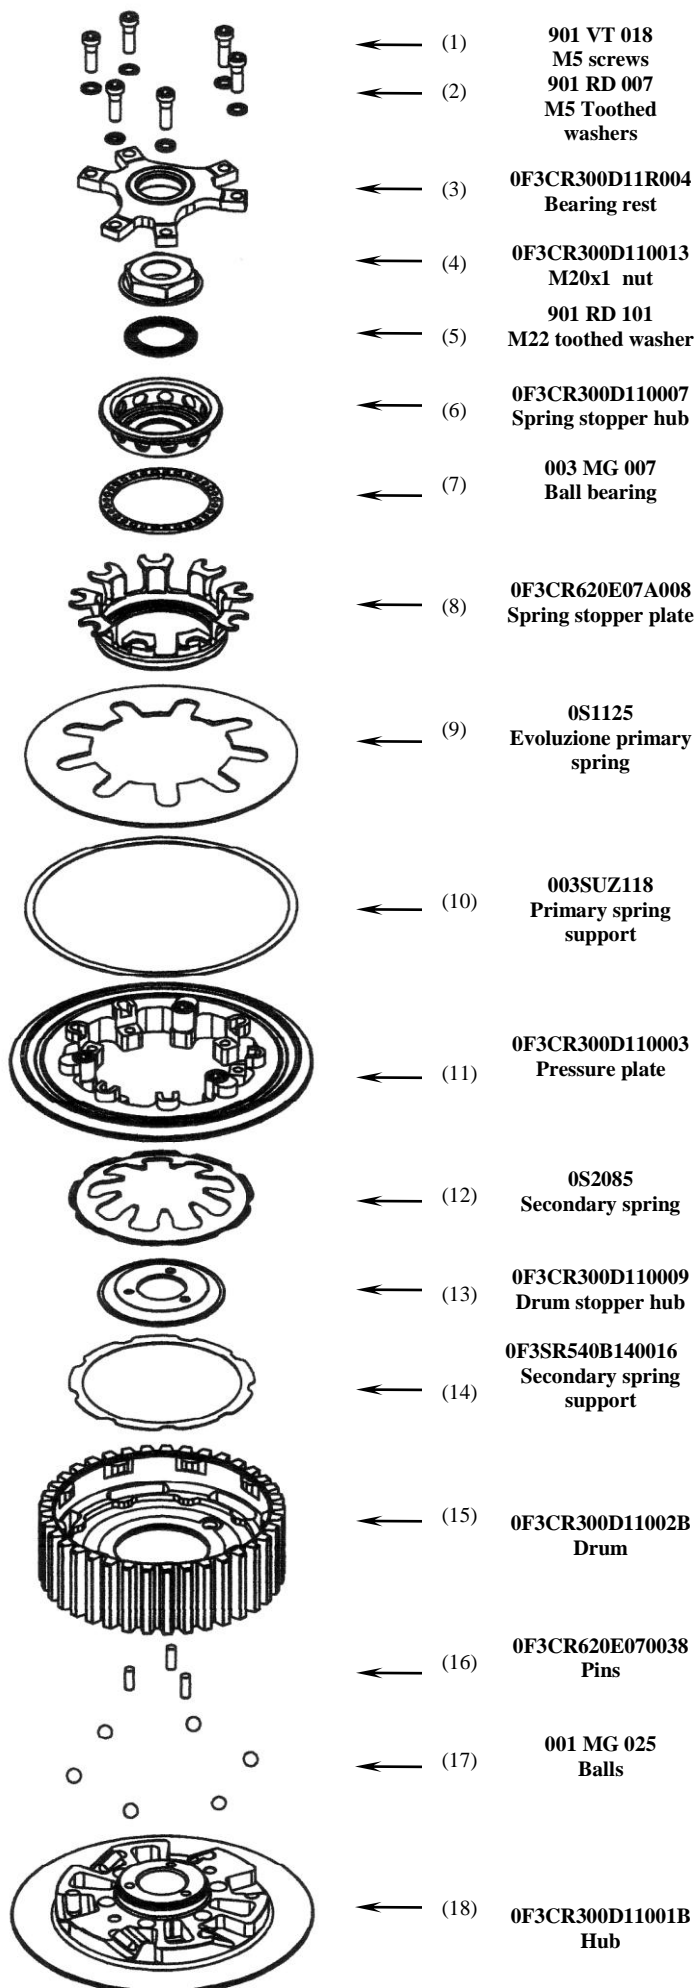 (1)
901 VT 018
M5 screws
(2)
901 RD 007
M5 Toothed
washers
(3)
0F3CR300D11R004
Bearing rest
(4)
0F3CR300D110013
M20x1 nut
(5)
901 RD 101
M22 toothed washer
(6)
0F3CR300D110007
Spring stopper hub
(7)
003 MG 007
Ball bearing
(8)
0F3CR620E07A008
Spring stopper plate
(9)
0S1125
Evoluzione primary
spring
(10)
003SUZ118
Primary spring
support
(11)
0F3CR300D110003
Pressure plate
(12)
0S2085
Secondary spring
(13)
0F3CR300D110009
Drum stopper hub
(14)
0F3SR540B140016
Secondary spring
support
(15)
0F3CR300D11002B
Drum
(16)
0F3CR620E070038
Pins
(17)
001 MG 025
Balls
(18)
0F3CR300D11001B
Hub